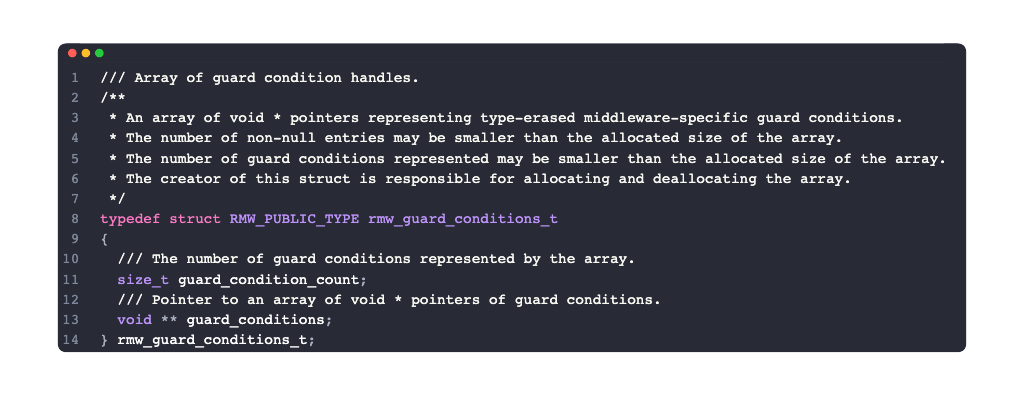 1 /// Array of guard condition handles.
2 /**
3  * An array of void * pointers representing type-erased middleware-specific guard conditions.
4  * The number of non-null entries may be smaller than the allocated size of the array.
5  * The number of guard conditions represented may be smaller than the allocated size of the array.
6  * The creator of this struct is responsible for allocating and deallocating the array.
7  */
8 typedef struct RMW_PUBLIC_TYPE rmw_guard_conditions_t
9 {
10   /// The number of guard conditions represented by the array.
11   size_t guard_condition_count;
12   /// Pointer to an array of void * pointers of guard conditions.
13   void ** guard_conditions;
14 } rmw_guard_conditions_t;